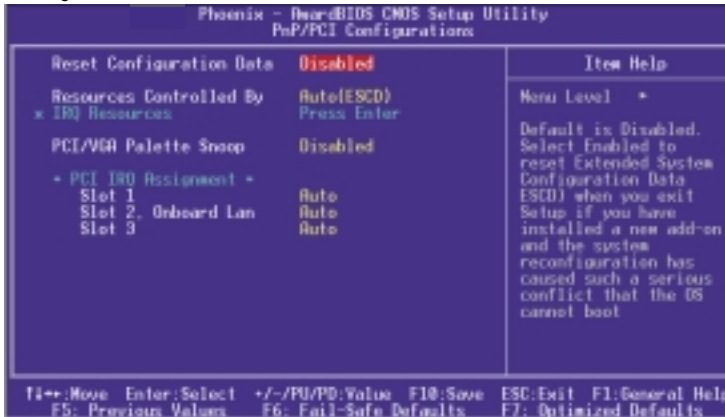 Phoenix - AwardBIOS CMOS Setup Utility
PnP/PCI Configurations
Reset Configuration Data Disabled
Resources Controlled By Auto(ESCD)
x IRQ Resources Press Enter
PCI/VGA Palette Snoop Disabled
* PCI IRQ Assignment *
Slot 1 Auto
Slot 2, Onboard Lan Auto
Slot 3 Auto
Item Help
Menu Level ►
Default is Disabled.
Select Enabled to
reset Extended System
Configuration Data
ESCD) when you exit
Setup if you have
installed a new add-on
and the system
reconfiguration has
caused such a serious
conflict that the OS
cannot boot
↑↓→←:Move Enter:Select +/-/PU/PD:Value F10:Save ESC:Exit F1:General Help
F5: Previous Values F6: Fail-Safe Defaults F7: Optimized Defaults